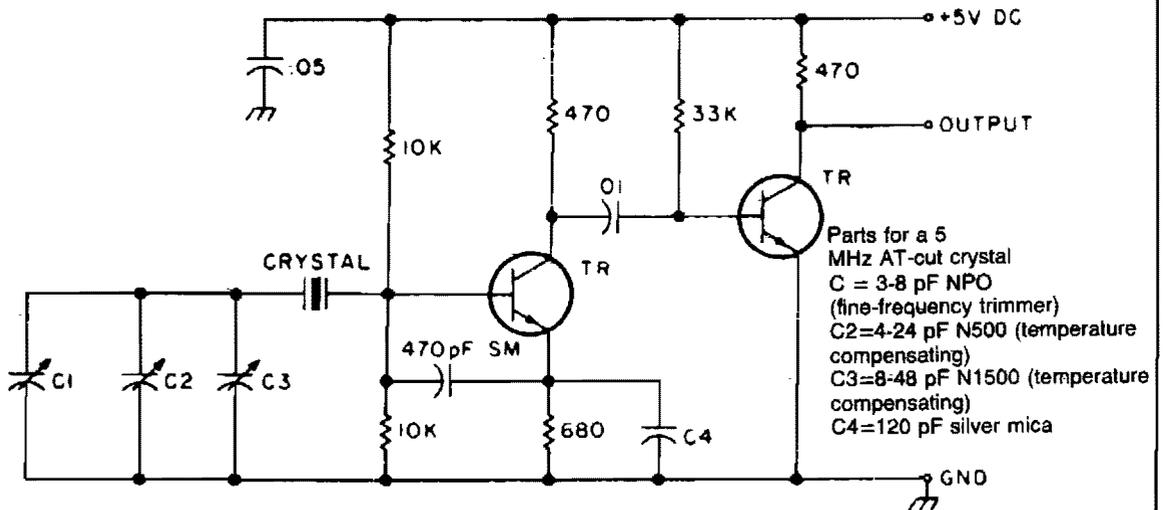 +5V DC
.05
470
470
33K
10K
OUTPUT
TR
01
CRYSTAL
TR
Parts for a 5
MHz AT-cut crystal
C = 3-8 pF NPO
(fine-frequency trimmer)
C2=4-24 pF N500 (temperature
compensating)
C3=8-48 pF N1500 (temperature
compensating)
C4=120 pF silver mica
470pF SM
C1
C2
C3
10K
680
C4
GND